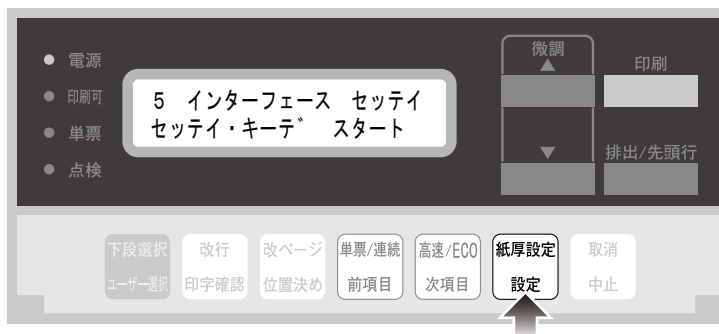 電源
印刷可
単票
点検
5 インターフェース セッテイ
セッテイ・キーデ゛ スタート
微調
▲
印刷
▼
排出/先頭行
下段選択
ユーザー選択
改行
印字確認
改ページ
位置決め
単票/連続
前項目
高速/ECO
次項目
紙厚設定
設定
取消
中止